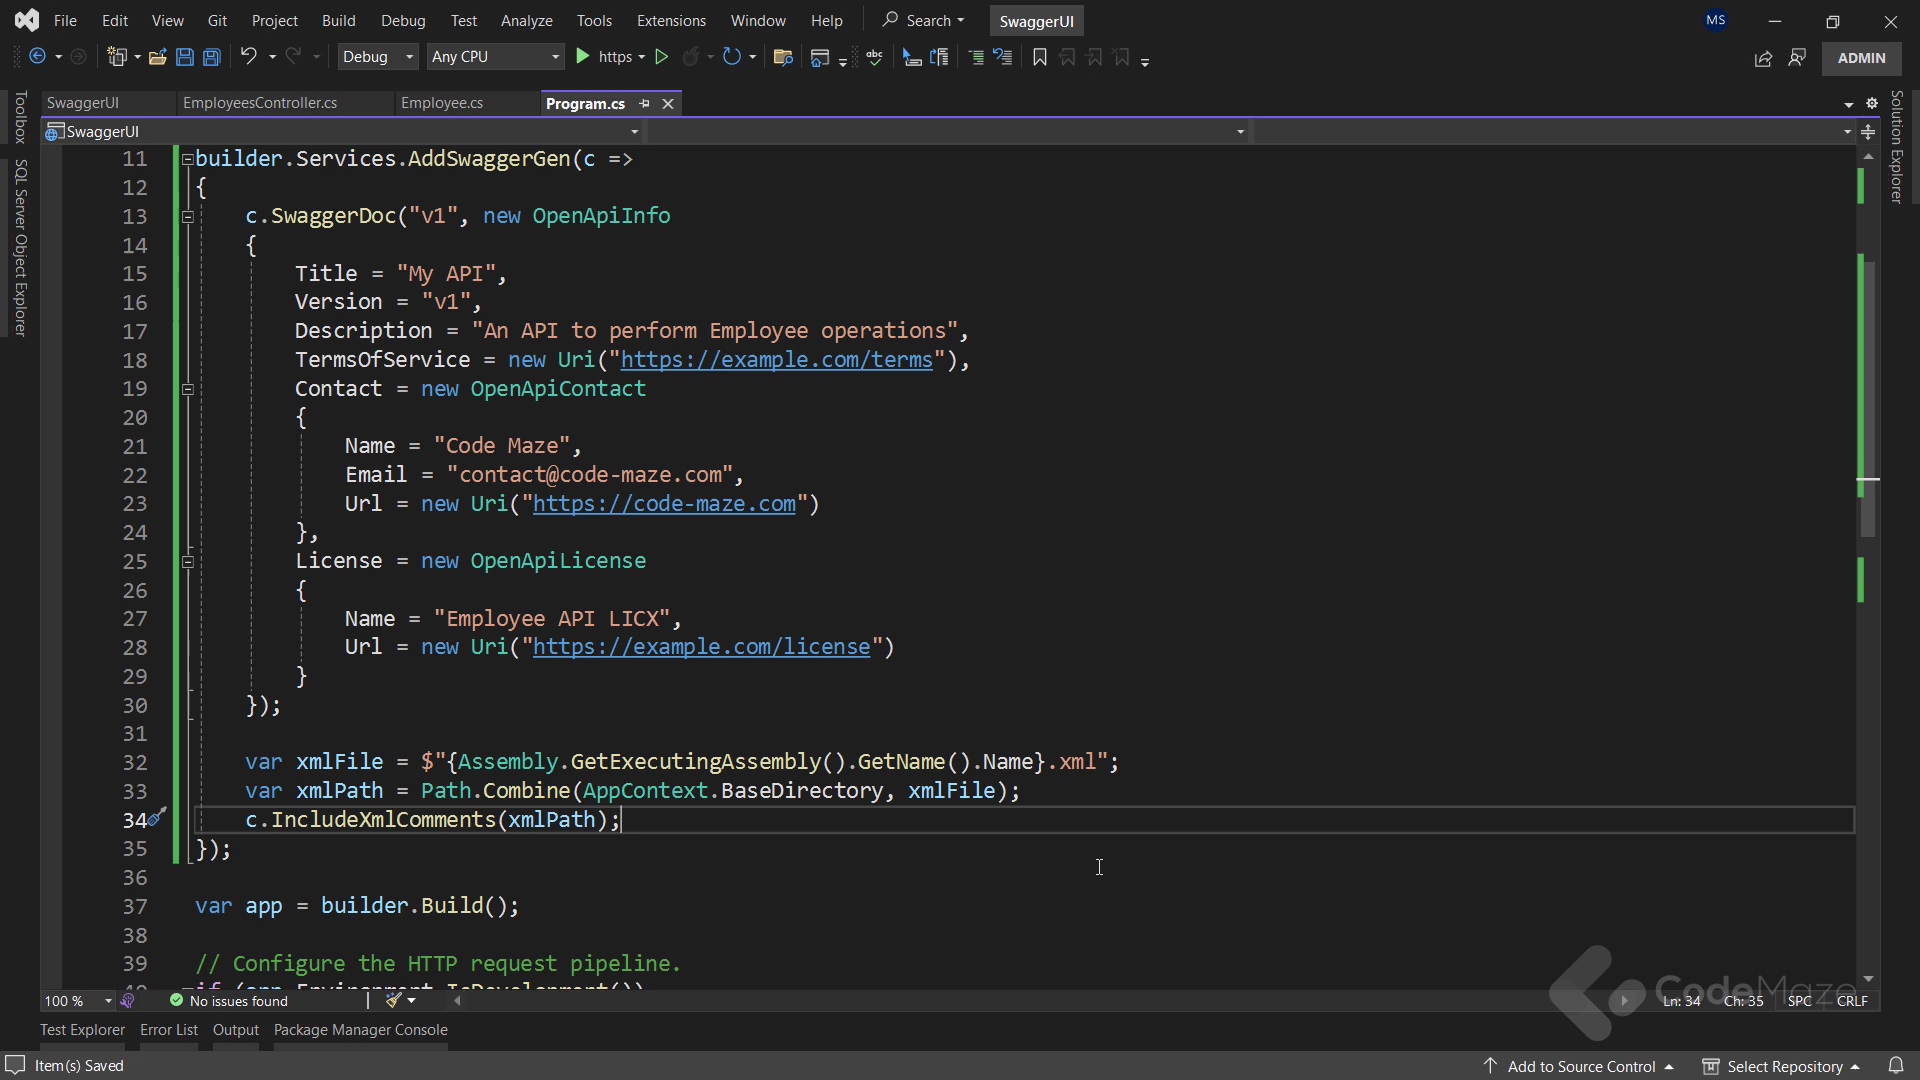 File Edit View Git Project Build Debug Test Analyze Tools Extensions Window Help Search SwaggerUI MS
Debug Any CPU https abc ADMIN
Toolbox
SQL Server Object Explorer
SwaggerUI EmployeesController.cs Employee.cs Program.cs
Solution Explorer
SwaggerUI
11 builder.Services.AddSwaggerGen(c =>
12 {
13 c.SwaggerDoc("v1", new OpenApiInfo
14 {
15 Title = "My API",
16 Version = "v1",
17 Description = "An API to perform Employee operations",
18 TermsOfService = new Uri("https://example.com/terms"),
19 Contact = new OpenApiContact
20 {
21 Name = "Code Maze",
22 Email = "contact@code-maze.com",
23 Url = new Uri("https://code-maze.com")
24 },
25 License = new OpenApiLicense
26 {
27 Name = "Employee API LICX",
28 Url = new Uri("https://example.com/license")
29 }
30 });
31
32 var xmlFile = $"{Assembly.GetExecutingAssembly().GetName().Name}.xml";
33 var xmlPath = Path.Combine(AppContext.BaseDirectory, xmlFile);
34 c.IncludeXmlComments(xmlPath);
35 });
36
37 var app = builder.Build();
38
39 // Configure the HTTP request pipeline.
100 % No issues found Ln: 34 Ch: 35 SPC CRLF
CodeMaze
Test Explorer Error List Output Package Manager Console
Item(s) Saved Add to Source Control Select Repository